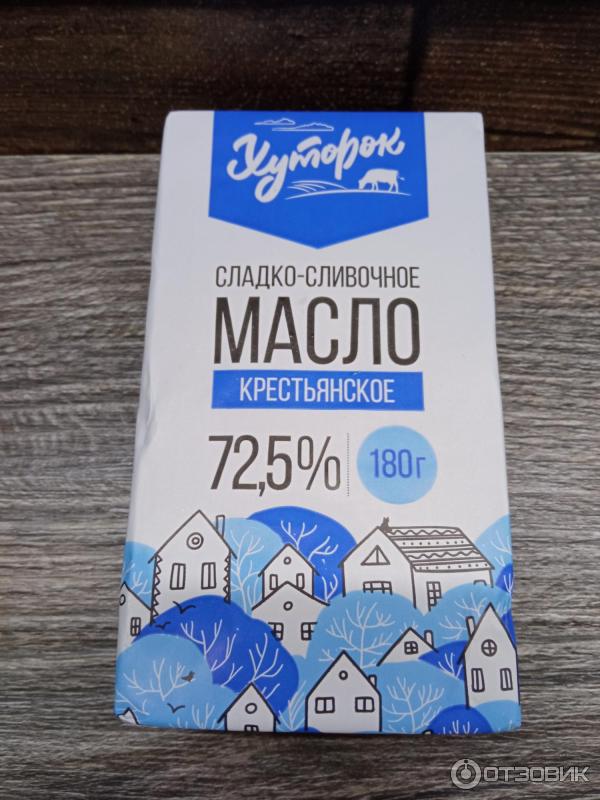 Хуторок
СЛАДКО-СЛИВОЧНОЕ
МАСЛО
КРЕСТЬЯНСКОЕ
72,5% 180г
ОТЗОВИК